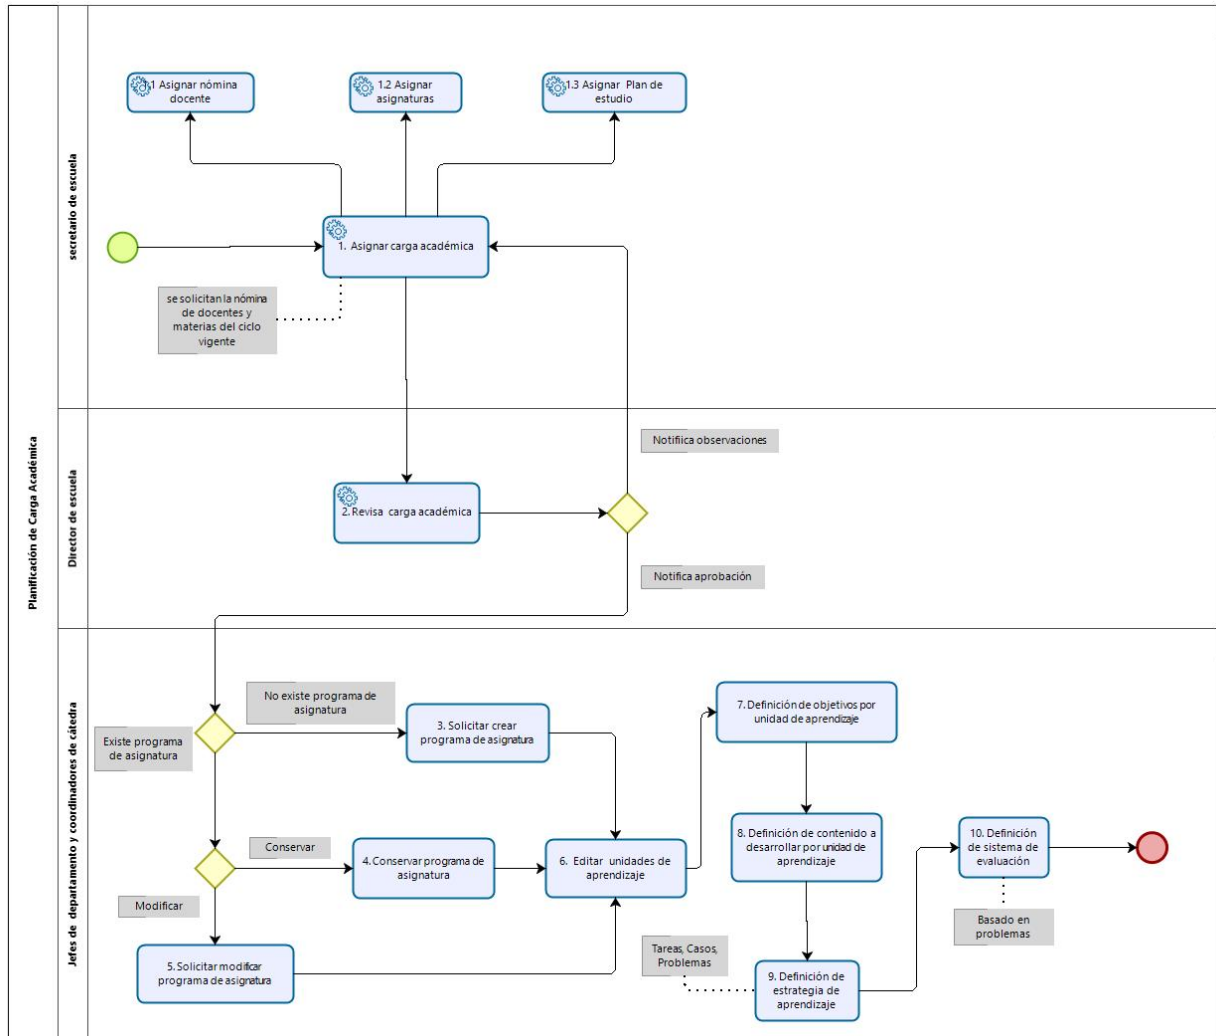 Planificación de Carga Académica
secretario de escuela
1.1 Asignar nómina
docente
1.2 Asignar
asignaturas
1.3 Asignar Plan de
estudio
1. Asignar carga académica
se solicitan la nómina
de docentes y
materias del ciclo
vigente
Director de escuela
Notifiica observaciones
2. Revisa carga académica
Notifica aprobación
Jefes de departamento y coordinadores de cátedra
No existe programa de
asignatura
Existe programa
de asignatura
3. Solicitar crear
programa de asignatura
7. Definición de objetivos por
unidad de aprendizaje
Conservar
4. Conservar programa de
asignatura
6. Editar unidades de
aprendizaje
8. Definición de contenido a
desarrollar por unidad de
aprendizaje
10. Definición
de sistema de
evaluación
Modificar
5. Solicitar modificar
programa de asignatura
Tareas, Casos,
Problemas
9. Definición de
estrategia de
aprendizaje
Basado en
problemas